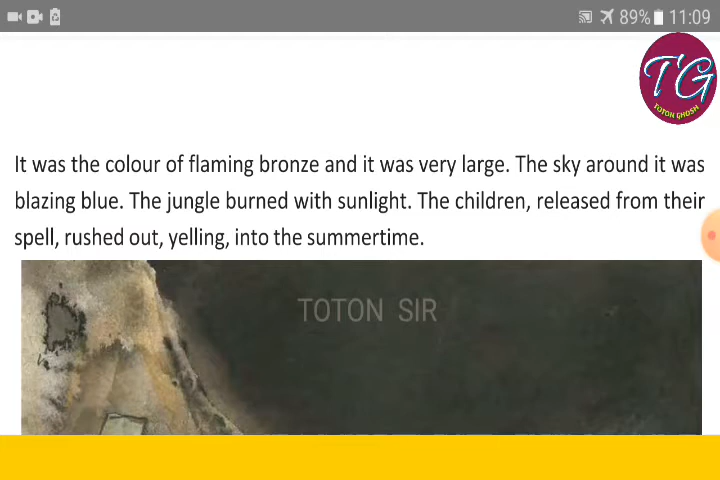 89% 11:09
T'G
TOTON GHOSH
It was the colour of flaming bronze and it was very large. The sky around it was
blazing blue. The jungle burned with sunlight. The children, released from their
spell, rushed out, yelling, into the summertime.
TOTON SIR